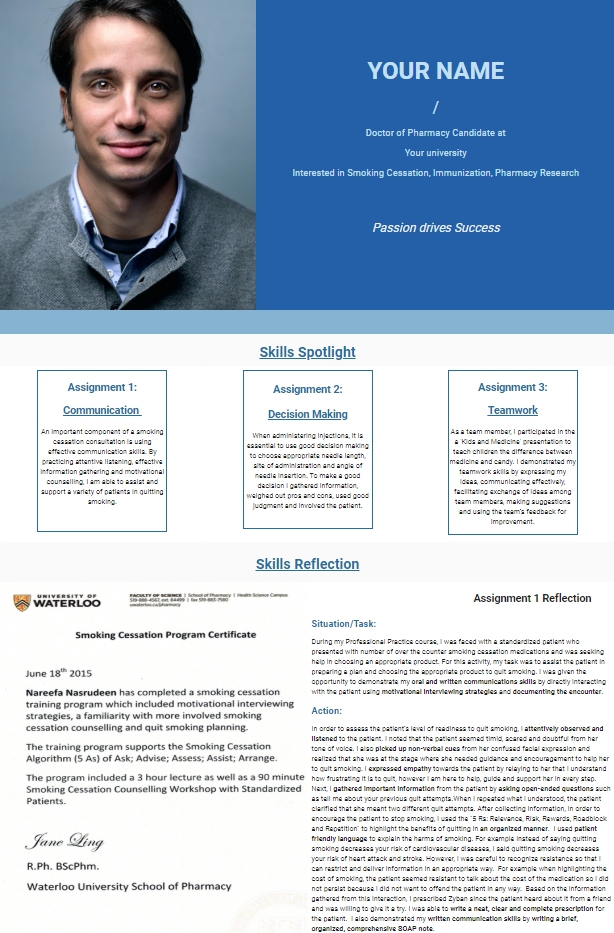 YOUR NAME
/
Doctor of Pharmacy Candidate at
Your university
Interested in Smoking Cessation, Immunization, Pharmacy Research
Passion drives Success
Skills Spotlight
Assignment 1:
Communication
An important component of a smoking
cessation consultation is using
effective communication skills. By
practicing attentive listening, effective
information gathering and motivational
counselling, I am able to assist and
support a variety of patients in quitting
smoking.
Assignment 2:
Decision Making
When administering injections, it is
essential to use good decision making
to choose appropriate needle length,
site of administration and angle of
needle insertion. To make a good
decision I gathered information,
weighed out pros and cons, used good
judgment and involved the patient.
Assignment 3:
Teamwork
As a team member, I participated in the
a 'Kids and Medicine' presentation to
teach children the difference between
medicine and candy. I demonstrated my
teamwork skills by expressing my
ideas, communicating effectively,
facilitating exchange of ideas among
team members, making suggestions
and using the team's feedback for
improvement.
Skills Reflection
UNIVERSITY OF
WATERLOO
FACULTY OF SCIENCE | School of Pharmacy | Health Science Campus
519-888-4567, ext. 84499 | fax 519-883-7580
uwaterloo.ca/pharmacy
Smoking Cessation Program Certificate
June 18th 2015
Nareefa Nasrudeen has completed a smoking cessation
training program which included motivational interviewing
strategies, a familiarity with more involved smoking
cessation counselling and quit smoking planning.
The training program supports the Smoking Cessation
Algorithm (5 As) of Ask; Advise; Assess; Assist; Arrange.
The program included a 3 hour lecture as well as a 90 minute
Smoking Cessation Counselling Workshop with Standardized
Patients.
Jane Ling
R.Ph. BScPhm.
Waterloo University School of Pharmacy
Assignment 1 Reflection
Situation/Task:
During my Professional Practice course, I was faced with a standardized patient who
presented with number of over the counter smoking cessation medications and was seeking
help in choosing an appropriate product. For this activity, my task was to assist the patient in
preparing a plan and choosing the appropriate product to quit smoking. I was given the
opportunity to demonstrate my oral and written communications skills by directly interacting
with the patient using motivational interviewing strategies and documenting the encounter.
Action:
In order to assess the patient's level of readiness to quit smoking, I attentively observed and
listened to the patient. I noted that the patient seemed timid, scared and doubtful from her
tone of voice. I also picked up non-verbal cues from her confused facial expression and
realized that she was at the stage where she needed guidance and encouragement to help her
to quit smoking. I expressed empathy towards the patient by relaying to her that I understand
how frustrating it is to quit, however I am here to help, guide and support her in every step.
Next, I gathered important information from the patient by asking open-ended questions such
as tell me about your previous quit attempts.When I repeated what I understood, the patient
clarified that she meant two different quit attempts. After collecting information, in order to
encourage the patient to stop smoking, I used the '5 Rs: Relevance, Risk, Rewards, Roadblock
and Repetition' to highlight the benefits of quitting in an organized manner. I used patient
friendly language to explain the harms of smoking. For example instead of saying quitting
smoking decreases your risk of cardiovascular diseases, I said quitting smoking decreases
your risk of heart attack and stroke. However, I was careful to recognize resistance so that I
can restrict and deliver information in an appropriate way. For example when highlighting the
cost of smoking, the patient seemed resistant to talk about the cost of the medication so I did
not persist because I did not want to offend the patient in any way. Based on the information
gathered from this interaction, I prescribed Zyban since the patient heard about it from a friend
and was willing to give it a try. I was able to write a neat, clear and complete prescription for
the patient. I also demonstrated my written communication skills by writing a brief,
organized, comprehensive SOAP note.